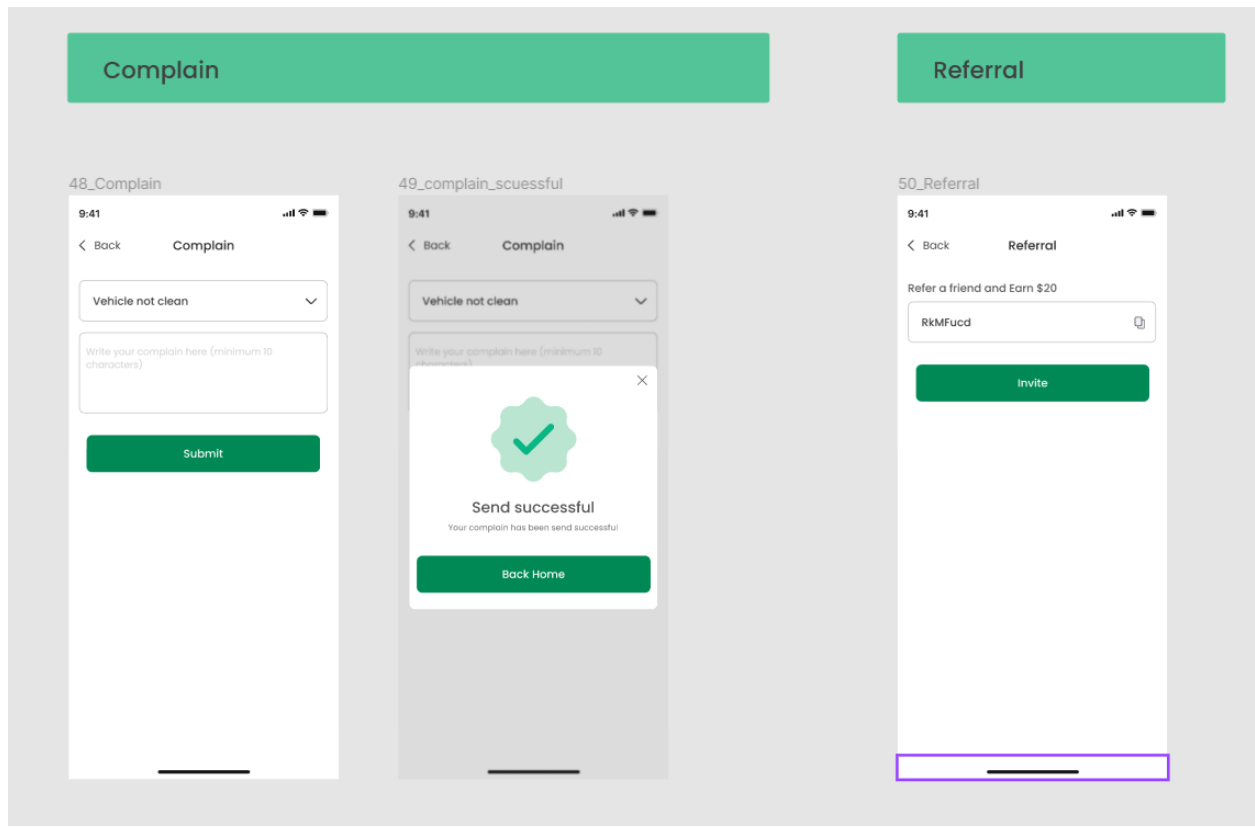 Complain
Referral
48_Complain
9:41
Back
Complain
Vehicle not clean
Write your complain here (minimum 10
characters)
Submit
49_complain_scuessful
9:41
Back
Complain
Vehicle not clean
Write your complain here (minimum 10
characters)
Send successful
Your complain has been send successful
Back Home
50_Referral
9:41
Back
Referral
Refer a friend and Earn $20
RkMFucd
Invite